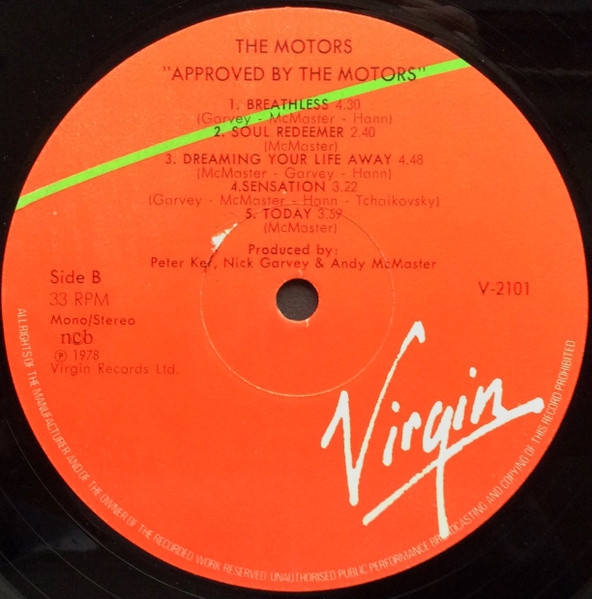 THE MOTORS
"APPROVED BY THE MOTORS"
1. BREATHLESS 4.30
(Garvey - McMaster - Hann)
2. SOUL REDEEMER 2.40
(McMaster)
3. DREAMING YOUR LIFE AWAY 4.48
(McMaster - Garvey - Hann)
4.SENSATION 3.22
(Garvey - McMaster - Hann - Tchaikovsky)
5. TODAY 3.59
(McMaster)
Produced by:
Peter Ker, Nick Garvey & Andy McMaster
Side B
33 RPM
V-2101
Mono/Stereo
ncb
Ⓟ 1978
Virgin Records Ltd.
Virgin
ALL RIGHTS OF THE MANUFACTURER AND OF THE OWNER OF THE RECORDED WORK RESERVED UNAUTHORISED PUBLIC PERFORMANCE BROADCASTING AND COPYING OF THIS RECORD PROHIBITED